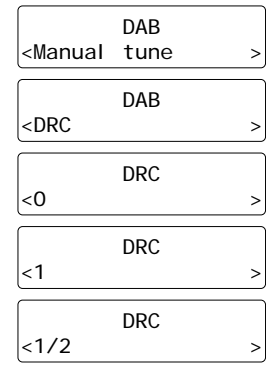 DAB
<Manual tune >
DAB
<DRC >
DRC
<0 >
DRC
<1 >
DRC
<1/2 >